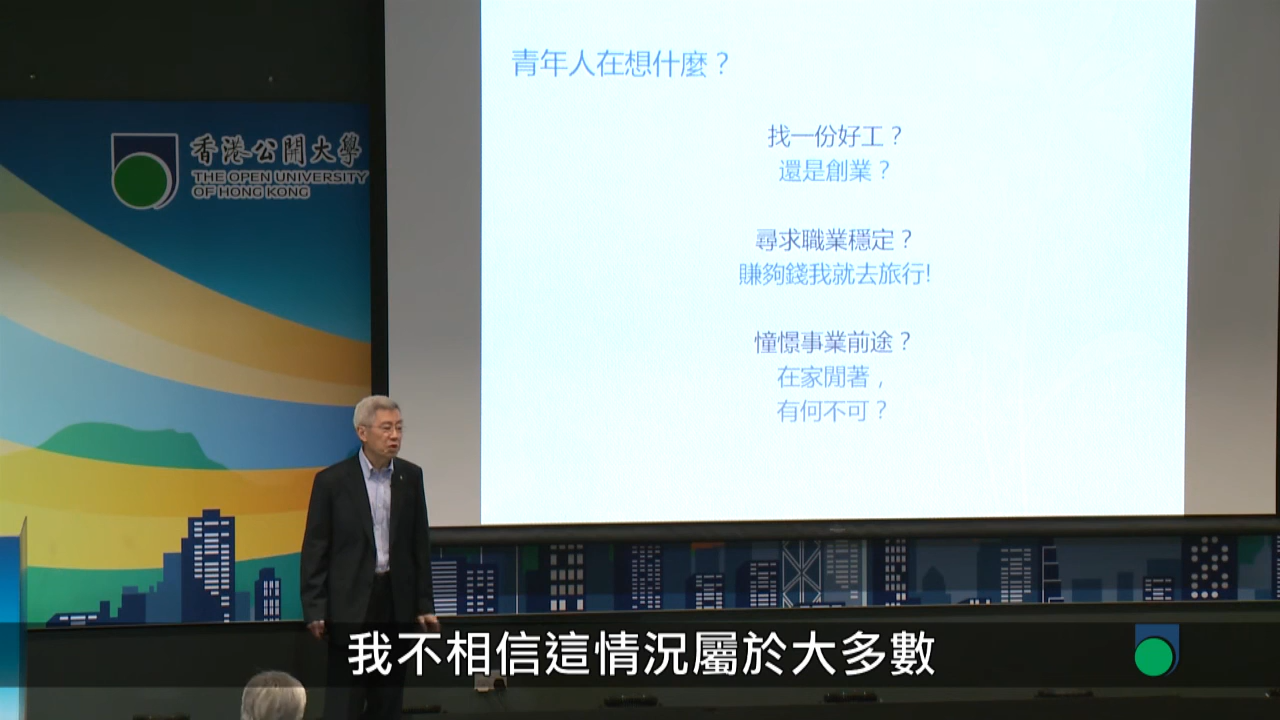 青年人在想什麼？
找一份好工？
還是創業？
尋求職業穩定？
賺夠錢我就去旅行!
憧憬事業前途？
在家閒著，
有何不可？
香港公開大學
THE OPEN UNIVERSITY
OF HONG KONG
我不相信這情況屬於大多數